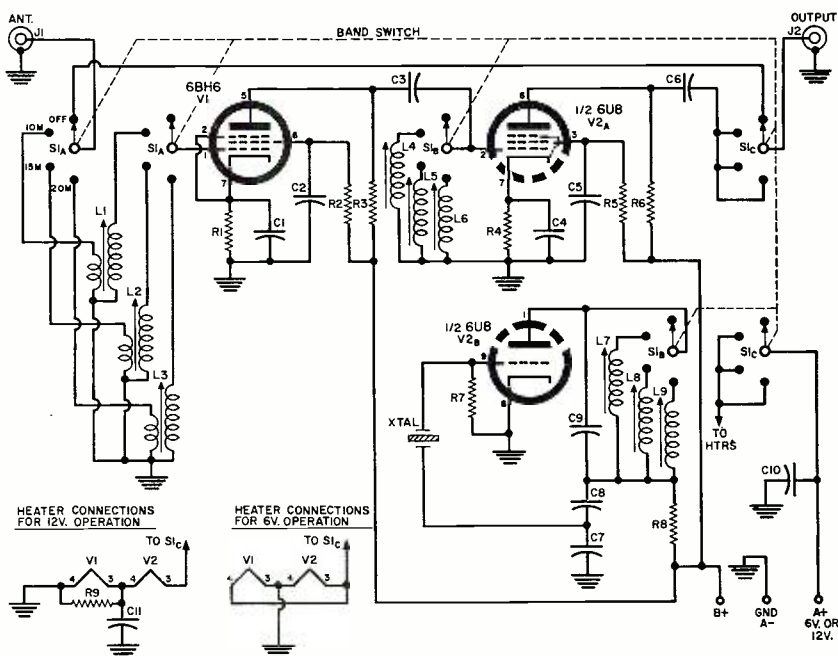 ANT.
J1
BAND SWITCH
OUTPUT
J2
6BH6
V1
5
2
1
6
7
OFF
10M
15M
20M
S1A
S1A
C3
C2
R2
R3
C1
R1
L1
L2
L3
L4
L5
L6
S1B
1/2 6U8
V2A
6
2
3
7
C5
R5
R6
C4
R4
C6
S1C
1/2 6U8
V2B
1
9
8
R7
XTAL
C9
C8
C7
L7
L8
L9
S1B
S1C
TO
HTRS
C10
R8
B+
GND
A-
A+
6V. OR
12V.
HEATER CONNECTIONS
FOR 12V. OPERATION
TO S1C
V1
V2
4
3
4
3
R9
C11
HEATER CONNECTIONS
FOR 6V. OPERATION
TO S1C
V1
V2
4
3
4
3